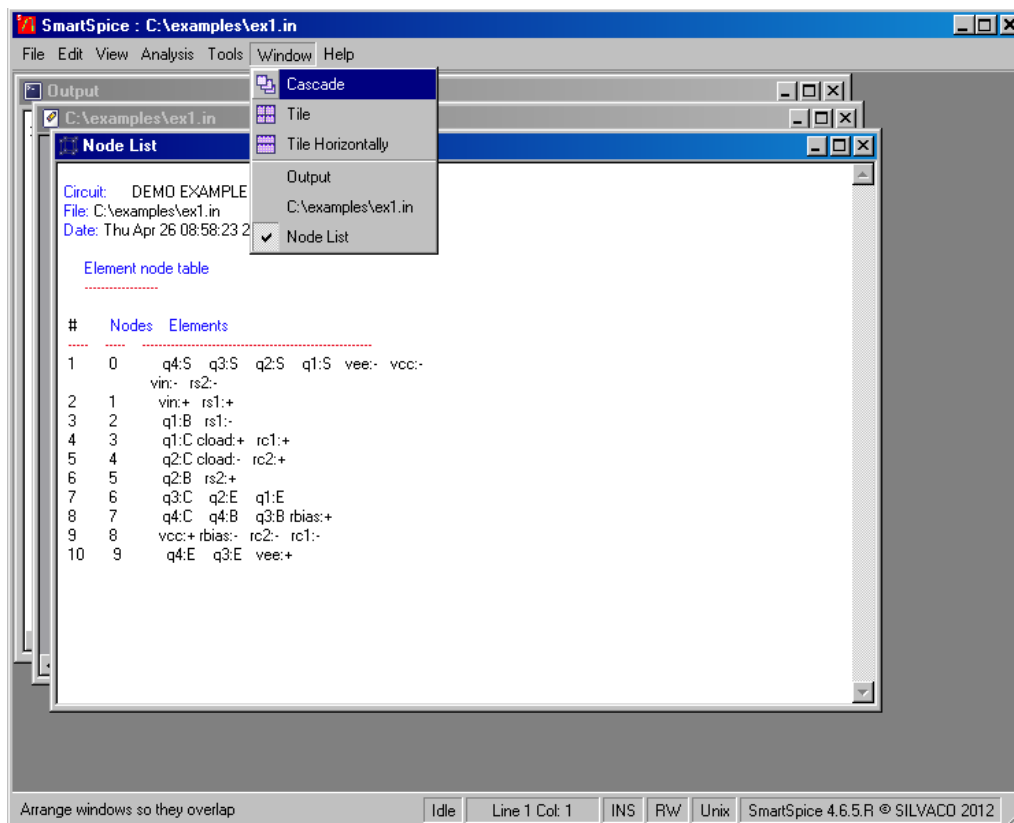 SmartSpice : C:\examples\ex1.in
File Edit View Analysis Tools Window Help
Output
C:\examples\ex1.in
Node List
Cascade
Tile
Tile Horizontally
Output
C:\examples\ex1.in
✔ Node List
Circuit: DEMO EXAMPLE
File: C:\examples\ex1.in
Date: Thu Apr 26 08:58:23 2
Element node table
-----------------
# Nodes Elements
----- ----- -----------------------------------------------------
1 0 q4:S q3:S q2:S q1:S vee:- vcc:-
vin:- rs2:-
2 1 vin:+ rs1:+
3 2 q1:B rs1:-
4 3 q1:C cload:+ rc1:+
5 4 q2:C cload:- rc2:+
6 5 q2:B rs2:+
7 6 q3:C q2:E q1:E
8 7 q4:C q4:B q3:B rbias:+
9 8 vcc:+ rbias:- rc2:- rc1:-
10 9 q4:E q3:E vee:+
Arrange windows so they overlap Idle Line 1 Col: 1 INS RW Unix SmartSpice 4.6.5.R © SILVACO 2012